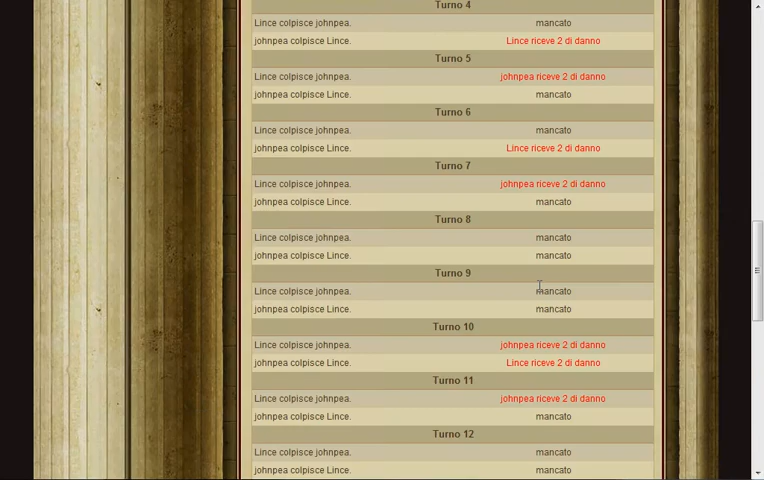 Turno 4
Lince colpisce johnpea. mancato
johnpea colpisce Lince. Lince riceve 2 di danno
Turno 5
Lince colpisce johnpea. johnpea riceve 2 di danno
johnpea colpisce Lince. mancato
Turno 6
Lince colpisce johnpea. mancato
johnpea colpisce Lince. Lince riceve 2 di danno
Turno 7
Lince colpisce johnpea. johnpea riceve 2 di danno
johnpea colpisce Lince. mancato
Turno 8
Lince colpisce johnpea. mancato
johnpea colpisce Lince. mancato
Turno 9
Lince colpisce johnpea. mancato
johnpea colpisce Lince. mancato
Turno 10
Lince colpisce johnpea. johnpea riceve 2 di danno
johnpea colpisce Lince. Lince riceve 2 di danno
Turno 11
Lince colpisce johnpea. johnpea riceve 2 di danno
johnpea colpisce Lince. mancato
Turno 12
Lince colpisce johnpea. mancato
johnpea colpisce Lince. mancato